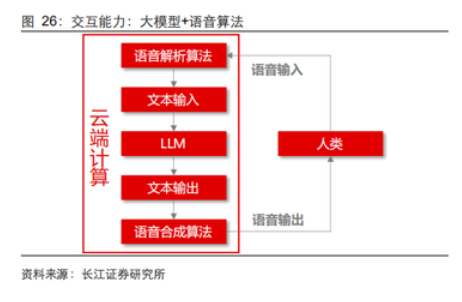 图 26：交互能力：大模型+语音算法
语音解析算法
语音输入
文本输入
云端计算
LLM
人类
文本输出
语音输出
语音合成算法
资料来源：长江证券研究所